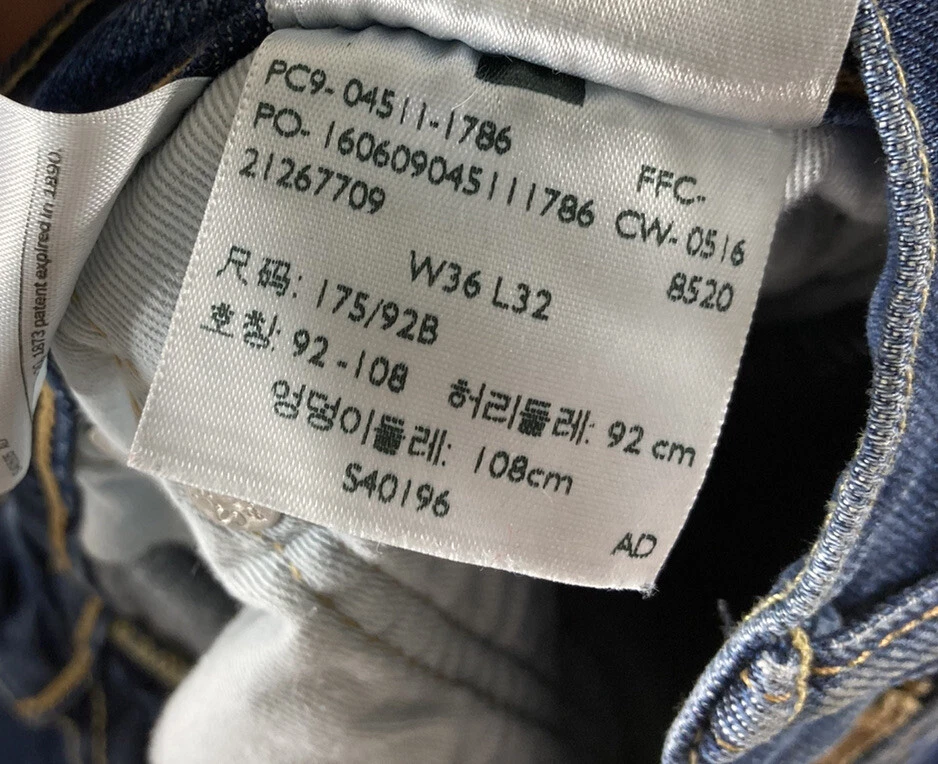 PC9- 04511-1786
PO- 160609045111786
21267709
FFC-
CW- 0516
8520
W36 L32
尺码: 175/92B
호칭: 92 -108
허리둘레: 92 cm
엉덩이둘레: 108cm
S40196
AD
1873 patent expired in 1890.